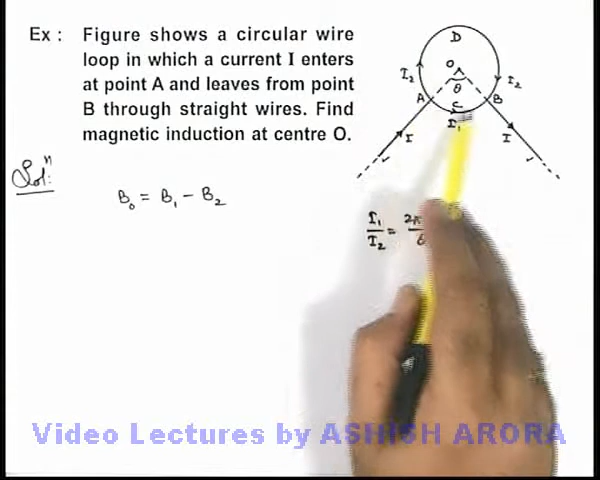 Ex : Figure shows a circular wire
loop in which a current I enters
at point A and leaves from point
B through straight wires. Find
magnetic induction at centre O.
D
O
θ
I₂
I₂
A
C
B
I₁
I
I
Solⁿ:
B₀ = B₁ - B₂
I₁/I₂ = 2π
Video Lectures by ASHISH ARORA